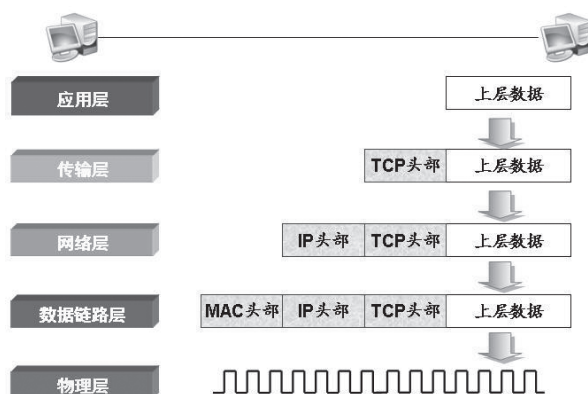 应用层 上层数据
传输层 TCP头部 上层数据
网络层 IP头部 TCP头部 上层数据
数据链路层 MAC头部 IP头部 TCP头部 上层数据
物理层